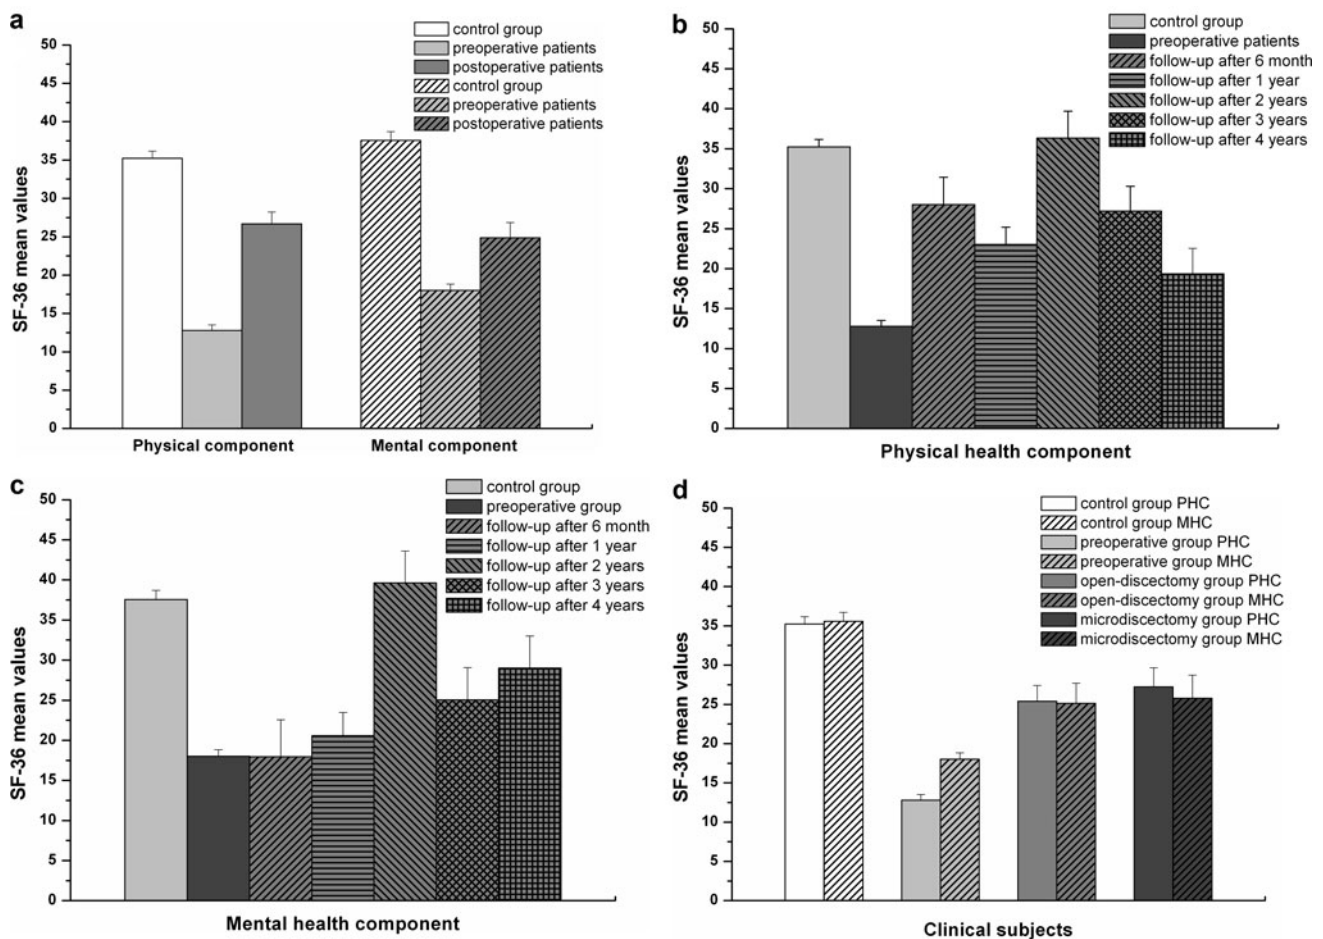 a
50
45
40
35
30
25
20
15
10
5
0
SF-36 mean values
control group
preoperative patients
postoperative patients
control group
preoperative patients
postoperative patients
Physical component
Mental component
b
50
45
40
35
30
25
20
15
10
5
0
SF-36 mean values
control group
preoperative patients
follow-up after 6 month
follow-up after 1 year
follow-up after 2 years
follow-up after 3 years
follow-up after 4 years
Physical health component
c
50
45
40
35
30
25
20
15
10
5
0
SF-36 mean values
control group
preoperative group
follow-up after 6 month
follow-up after 1 year
follow-up after 2 years
follow-up after 3 years
follow-up after 4 years
Mental health component
d
50
45
40
35
30
25
20
15
10
5
0
SF-36 mean values
control group PHC
control group MHC
preoperative group PHC
preoperative group MHC
open-discectomy group PHC
open-discectomy group MHC
microdiscectomy group PHC
microdiscectomy group MHC
Clinical subjects